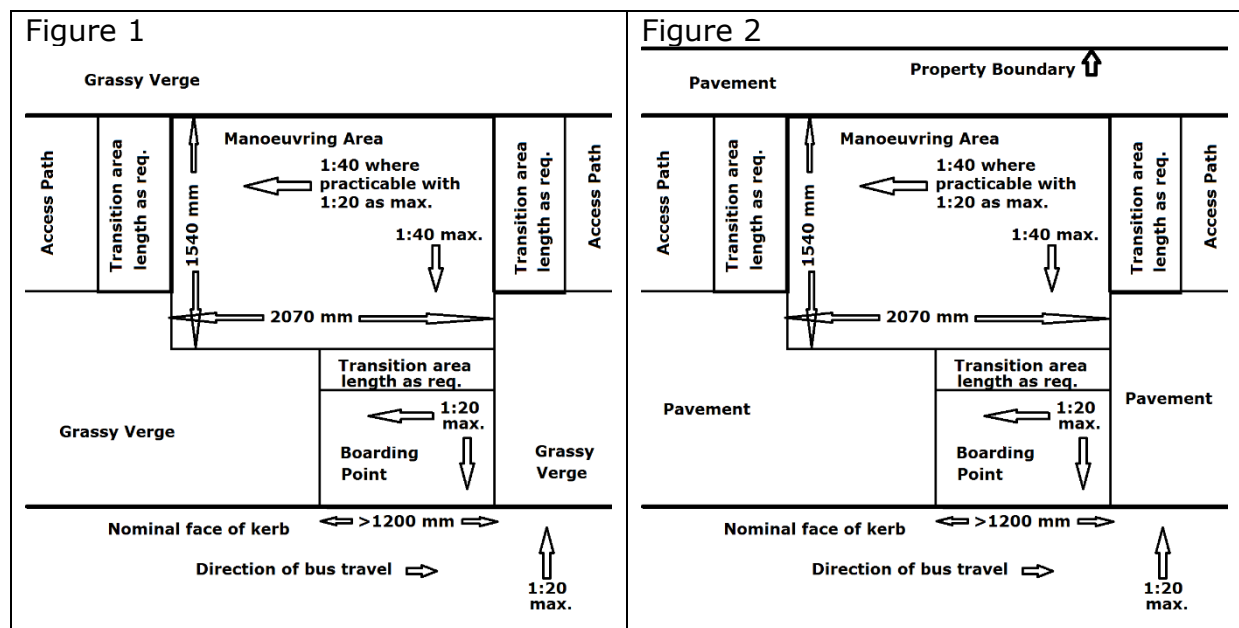 Figure 1
Grassy Verge
Access Path
Transition area
length as req.
1540 mm
Manoeuvring Area
1:40 where
practicable with
1:20 as max.
1:40 max.
Transition area
length as req.
Access Path
2070 mm
Transition area
length as req.
1:20
max.
Grassy Verge
Boarding
Point
Grassy
Verge
Nominal face of kerb
>1200 mm
Direction of bus travel
1:20
max.
Figure 2
Property Boundary
Pavement
Access Path
Transition area
length as req.
1540 mm
Manoeuvring Area
1:40 where
practicable with
1:20 as max.
1:40 max.
Transition area
length as req.
Access Path
2070 mm
Transition area
length as req.
1:20
max.
Pavement
Pavement
Boarding
Point
Nominal face of kerb
>1200 mm
Direction of bus travel
1:20
max.